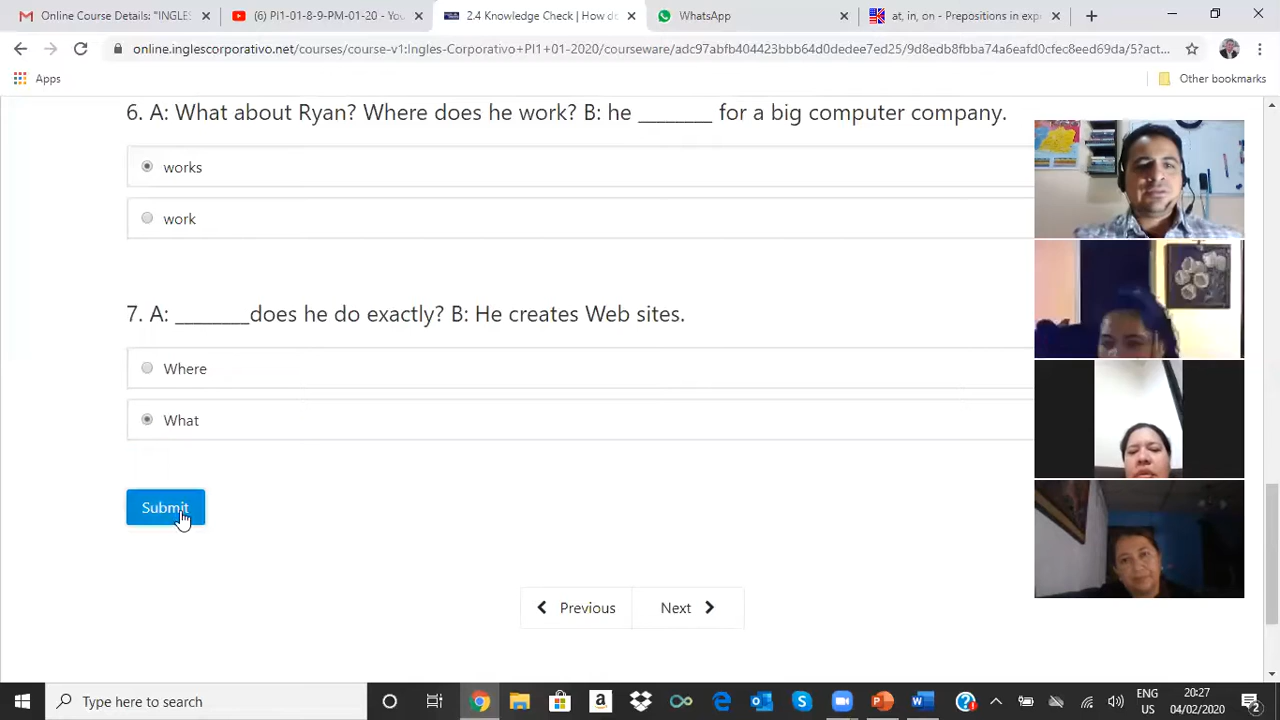 Online Course Details: "INGLES
(6) PI1-01-8-9-PM-01-20 - Yo
2.4 Knowledge Check | How do
WhatsApp
at, in, on - Prepositions in exp
online.inglescorporativo.net/courses/course-v1:Ingles-Corporativo+PI1+01-2020/courseware/adc97abfb404423bbb64d0dedee7ed25/9d8edb8fbba74a6eafd0cfec8eed69da/5?act...
Apps
Other bookmarks
6. A: What about Ryan? Where does he work? B: he _______ for a big computer company.
works
work
7. A: _______does he do exactly? B: He creates Web sites.
Where
What
Submit
Previous
Next
Type here to search
ENG
US
20:27
04/02/2020
2